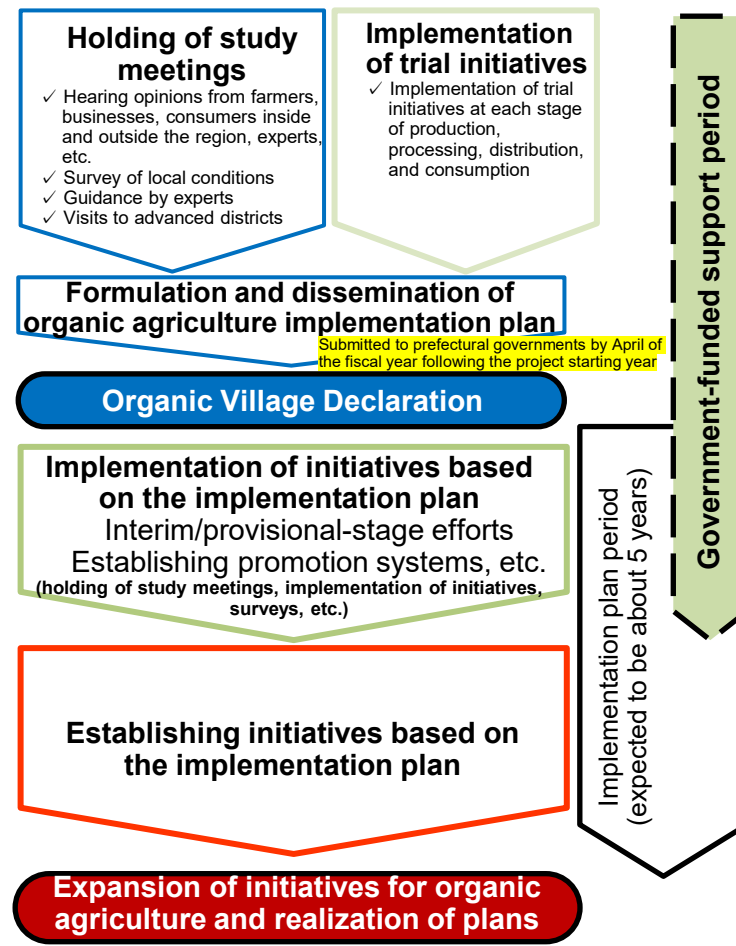 Holding of study
meetings
✓ Hearing opinions from farmers,
businesses, consumers inside
and outside the region, experts,
etc.
✓ Survey of local conditions
✓ Guidance by experts
✓ Visits to advanced districts
Implementation
of trial initiatives
✓ Implementation of trial
initiatives at each stage
of production,
processing, distribution,
and consumption
Formulation and dissemination of
organic agriculture implementation plan
Submitted to prefectural governments by April of
the fiscal year following the project starting year
Organic Village Declaration
Implementation of initiatives based
on the implementation plan
Interim/provisional-stage efforts
Establishing promotion systems, etc.
(holding of study meetings, implementation of initiatives,
surveys, etc.)
Establishing initiatives based on
the implementation plan
Expansion of initiatives for organic
agriculture and realization of plans
Implementation plan period
(expected to be about 5 years)
Government-funded support period